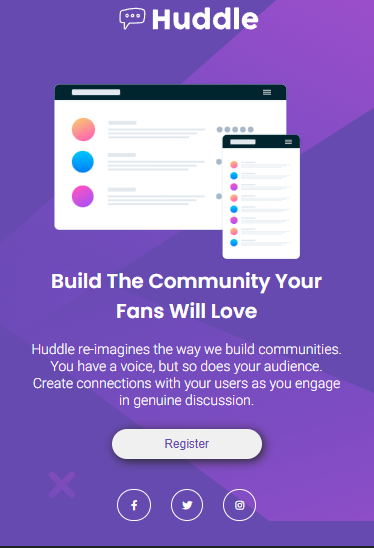 Huddle
Build The Community Your
Fans Will Love
Huddle re-imagines the way we build communities.
You have a voice, but so does your audience.
Create connections with your users as you engage
in genuine discussion.
Register